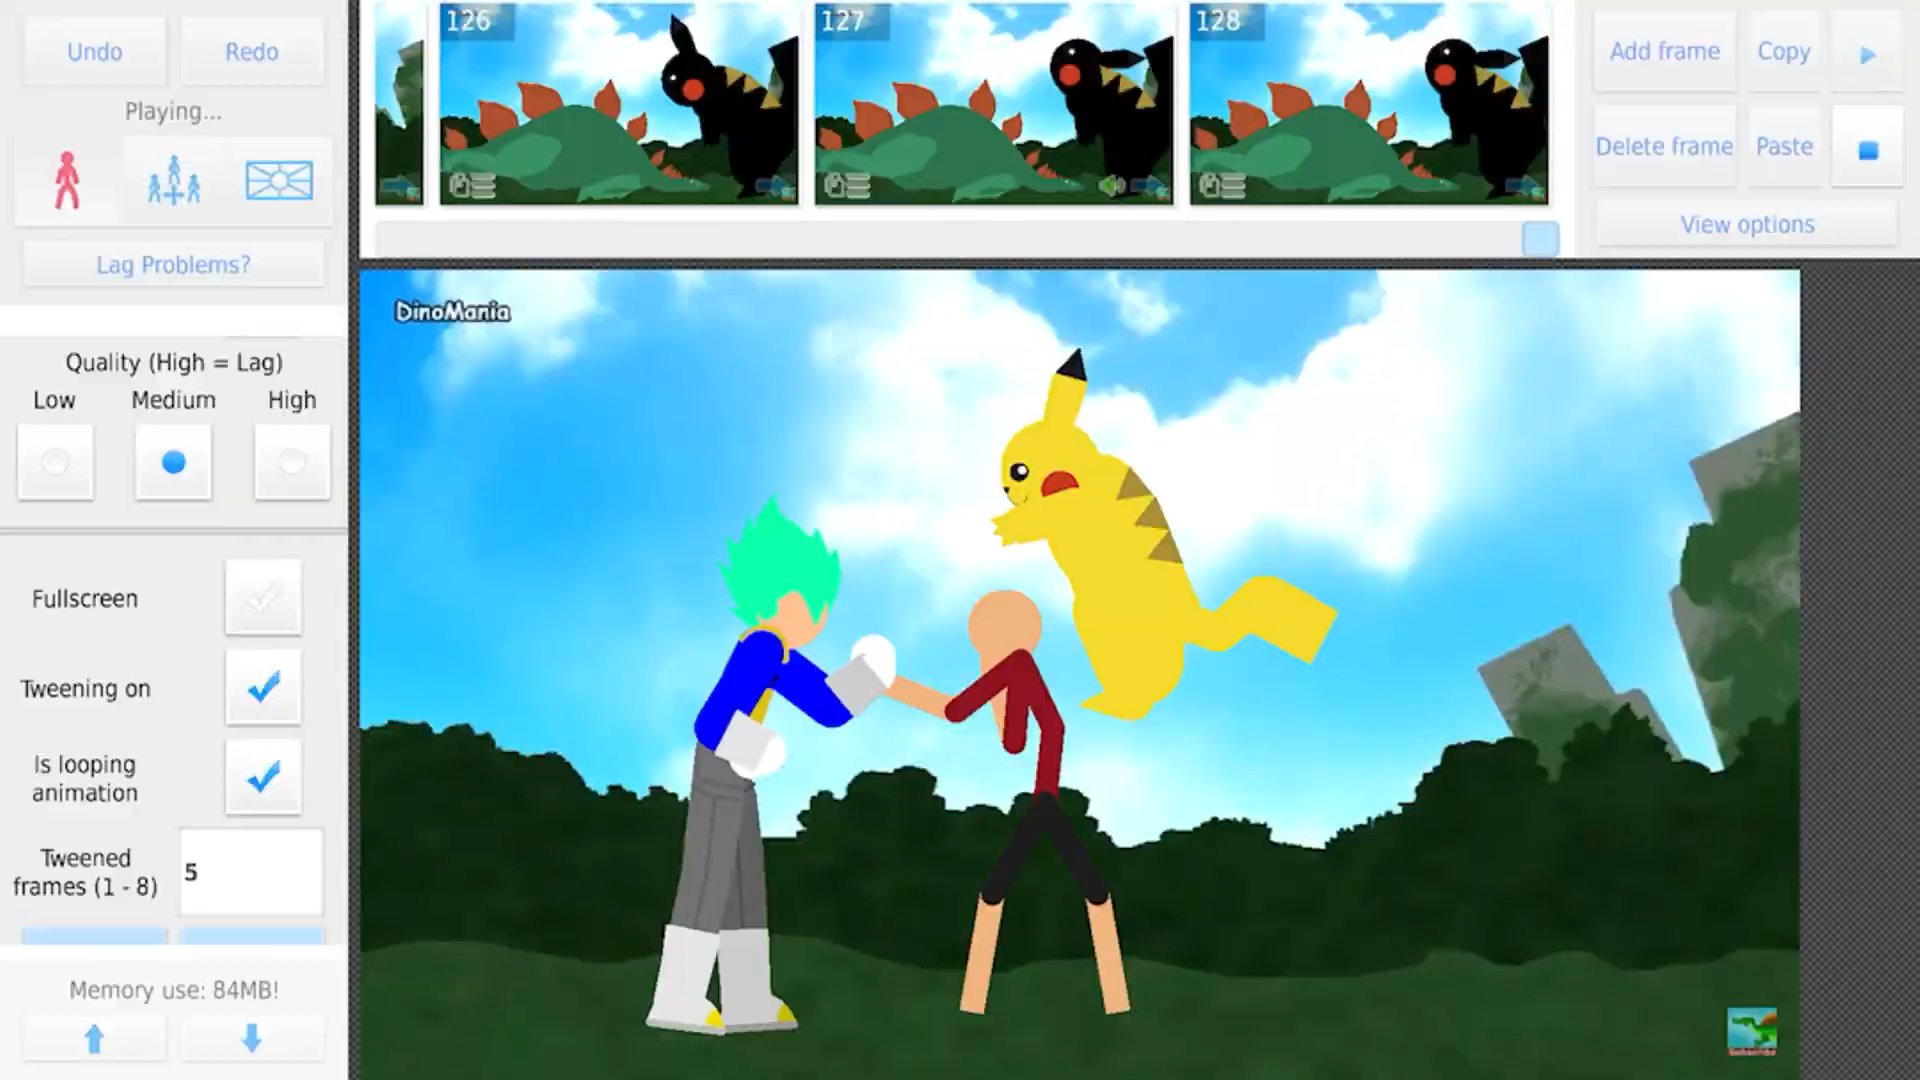 Undo
Redo
Playing...
Lag Problems?
Quality (High = Lag)
Low
Medium
High
Fullscreen
Tweening on
Is looping
animation
Tweened
frames (1 - 8)
5
Memory use: 84MB!
126
127
128
Add frame
Copy
Delete frame
Paste
View options
DinoMania